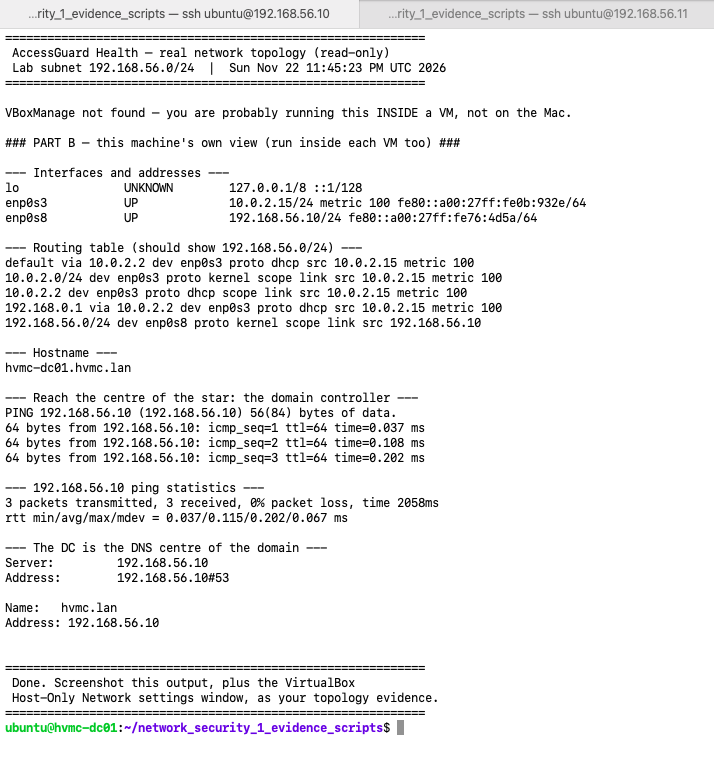 ...rity_1_evidence_scripts — ssh ubuntu@192.168.56.10
...rity_1_evidence_scripts — ssh ubuntu@192.168.56.11
============================================================
AccessGuard Health — real network topology (read-only)
Lab subnet 192.168.56.0/24 | Sun Nov 22 11:45:23 PM UTC 2026
============================================================
VBoxManage not found — you are probably running this INSIDE a VM, not on the Mac.
### PART B — this machine's own view (run inside each VM too) ###
--- Interfaces and addresses ---
lo UNKNOWN 127.0.0.1/8 ::1/128
enp0s3 UP 10.0.2.15/24 metric 100 fe80::a00:27ff:fe0b:932e/64
enp0s8 UP 192.168.56.10/24 fe80::a00:27ff:fe76:4d5a/64
--- Routing table (should show 192.168.56.0/24) ---
default via 10.0.2.2 dev enp0s3 proto dhcp src 10.0.2.15 metric 100
10.0.2.0/24 dev enp0s3 proto kernel scope link src 10.0.2.15 metric 100
10.0.2.2 dev enp0s3 proto dhcp scope link src 10.0.2.15 metric 100
192.168.0.1 via 10.0.2.2 dev enp0s3 proto dhcp src 10.0.2.15 metric 100
192.168.56.0/24 dev enp0s8 proto kernel scope link src 192.168.56.10
--- Hostname ---
hvmc-dc01.hvmc.lan
--- Reach the centre of the star: the domain controller ---
PING 192.168.56.10 (192.168.56.10) 56(84) bytes of data.
64 bytes from 192.168.56.10: icmp_seq=1 ttl=64 time=0.037 ms
64 bytes from 192.168.56.10: icmp_seq=2 ttl=64 time=0.108 ms
64 bytes from 192.168.56.10: icmp_seq=3 ttl=64 time=0.202 ms
--- 192.168.56.10 ping statistics ---
3 packets transmitted, 3 received, 0% packet loss, time 2058ms
rtt min/avg/max/mdev = 0.037/0.115/0.202/0.067 ms
--- The DC is the DNS centre of the domain ---
Server: 192.168.56.10
Address: 192.168.56.10#53
Name: hvmc.lan
Address: 192.168.56.10
============================================================
Done. Screenshot this output, plus the VirtualBox
Host-Only Network settings window, as your topology evidence.
============================================================
ubuntu@hvmc-dc01:~/network_security_1_evidence_scripts$